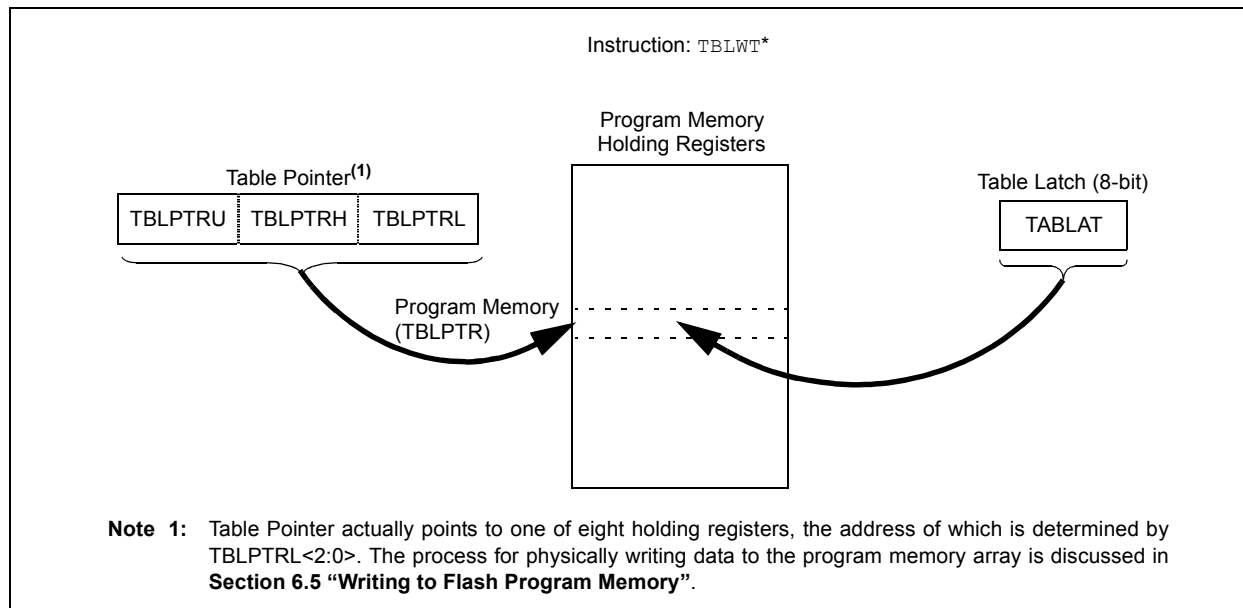 Instruction: TBLWT*
Program Memory
Holding Registers
Table Pointer(1)
Table Latch (8-bit)
TBLPTRU TBLPTRH TBLPTRL
TABLAT
Program Memory
(TBLPTR)
Note 1: Table Pointer actually points to one of eight holding registers, the address of which is determined by
TBLPTRL<2:0>. The process for physically writing data to the program memory array is discussed in
Section 6.5 “Writing to Flash Program Memory”.